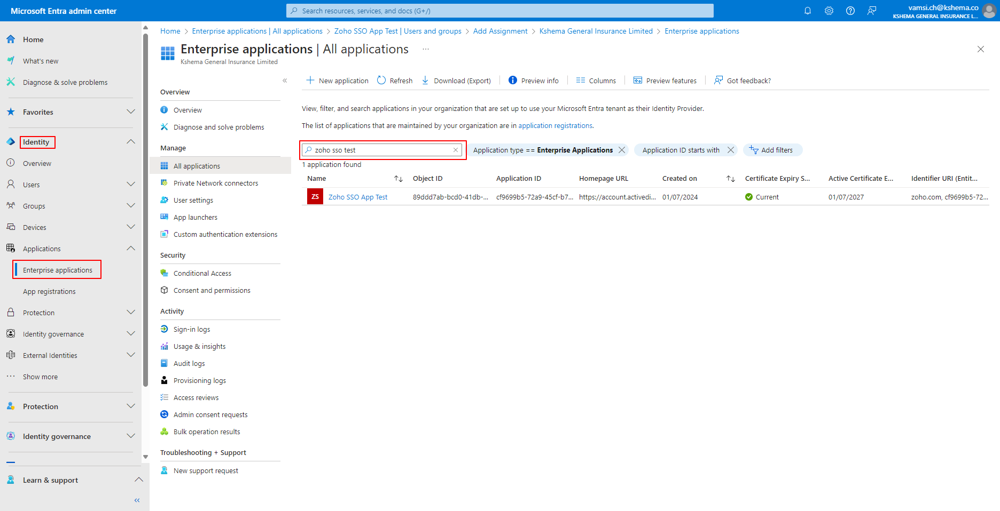 Microsoft Entra admin center
Search resources, services, and docs (G+/)
vamsi.ch@kshema.co
KSHEMA GENERAL INSURANCE L...
Home
What's new
Diagnose & solve problems
Favorites
Identity
Overview
Users
Groups
Devices
Applications
Enterprise applications
App registrations
Protection
Identity governance
External Identities
Show more
Protection
Identity governance
Learn & support
Home > Enterprise applications | All applications > Zoho SSO App Test | Users and groups > Add Assignment > Kshema General Insurance Limited > Enterprise applications
Enterprise applications | All applications ...
Kshema General Insurance Limited
Overview
Overview
Diagnose and solve problems
Manage
All applications
Private Network connectors
User settings
App launchers
Custom authentication extensions
Security
Conditional Access
Consent and permissions
Activity
Sign-in logs
Usage & insights
Audit logs
Provisioning logs
Access reviews
Admin consent requests
Bulk operation results
Troubleshooting + Support
New support request
New application Refresh Download (Export) Preview info Columns Preview features Got feedback?
View, filter, and search applications in your organization that are set up to use your Microsoft Entra tenant as their Identity Provider.
The list of applications that are maintained by your organization are in application registrations.
zoho sso test Application type == Enterprise Applications Application ID starts with Add filters
1 application found
Name Object ID Application ID Homepage URL Created on Certificate Expiry S... Active Certificate E... Identifier URI (Entit...
ZS Zoho SSO App Test 89ddd7ab-bcd0-41db-... cf9699b5-72a9-45cf-b7... https://account.activedi... 01/07/2024 Current 01/07/2027 zoho.com, cf9699b5-72...